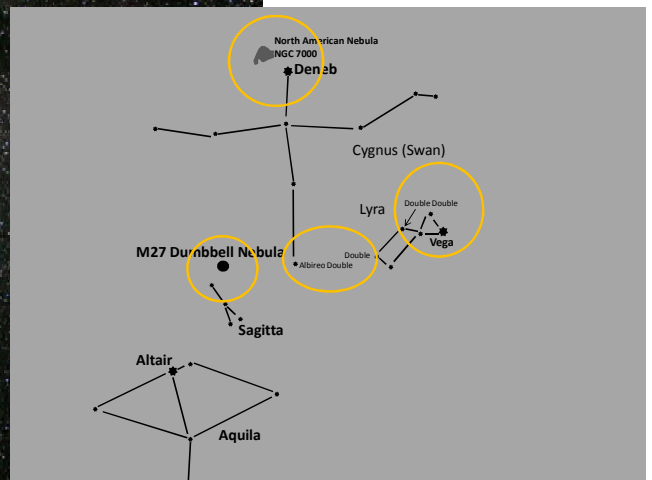 North American Nebula
NGC 7000
Deneb
Cygnus (Swan)
Double Double
Lyra
Vega
M27 Dumbbell Nebula
Double
Albireo Double
Sagitta
Altair
Aquila